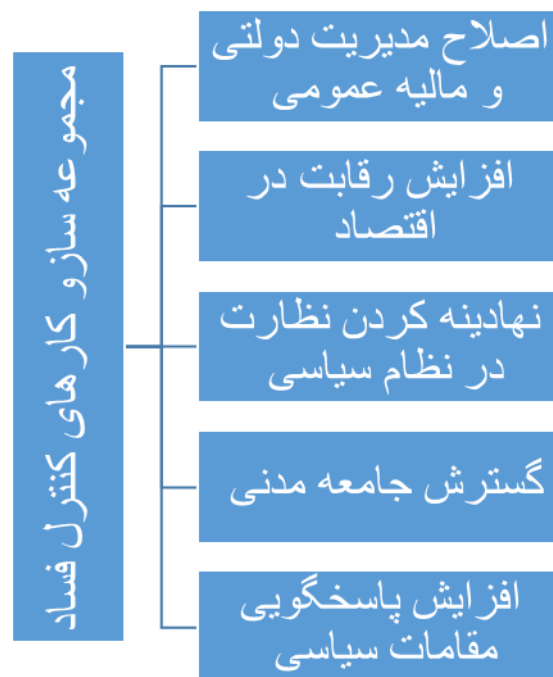 مجموعه سازو کارهای کنترل فساد
اصلاح مدیریت دولتی
و مالیه عمومی
افزایش رقابت در
اقتصاد
نهادینه کردن نظارت
در نظام سیاسی
گسترش جامعه مدنی
افزایش پاسخگویی
مقامات سیاسی